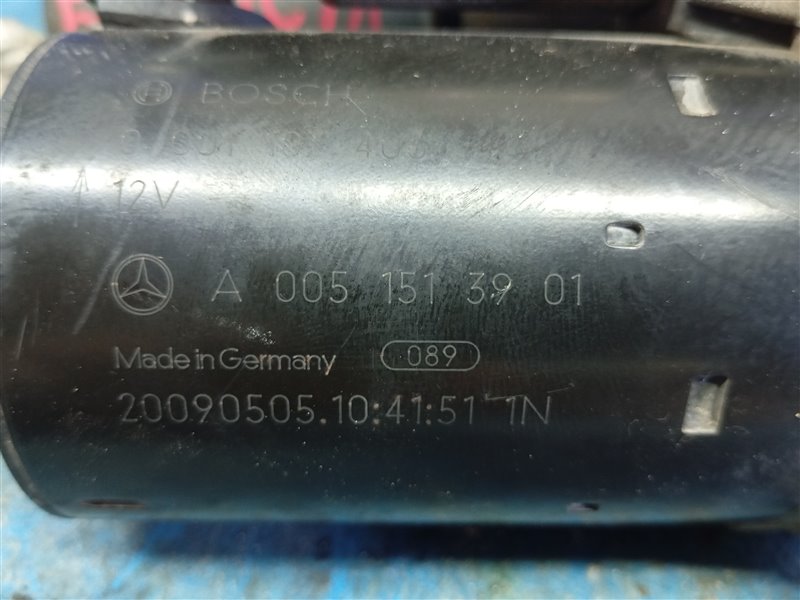 BOSCH
12V
A 005 151 39 01
Made in Germany 089
20090505.10:41:51 1N